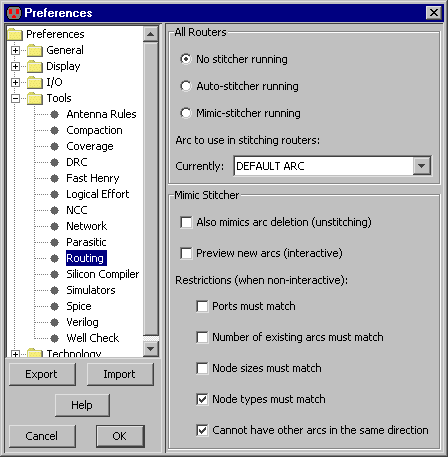 Preferences
Preferences
General
Display
I/O
Tools
Antenna Rules
Compaction
Coverage
DRC
Fast Henry
Logical Effort
NCC
Network
Parasitic
Routing
Silicon Compiler
Simulators
Spice
Verilog
Well Check
Technology
Export
Import
Help
Cancel
OK
All Routers
No stitcher running
Auto-stitcher running
Mimic-stitcher running
Arc to use in stitching routers:
Currently: DEFAULT ARC
Mimic Stitcher
Also mimics arc deletion (unstitching)
Preview new arcs (interactive)
Restrictions (when non-interactive):
Ports must match
Number of existing arcs must match
Node sizes must match
Node types must match
Cannot have other arcs in the same direction